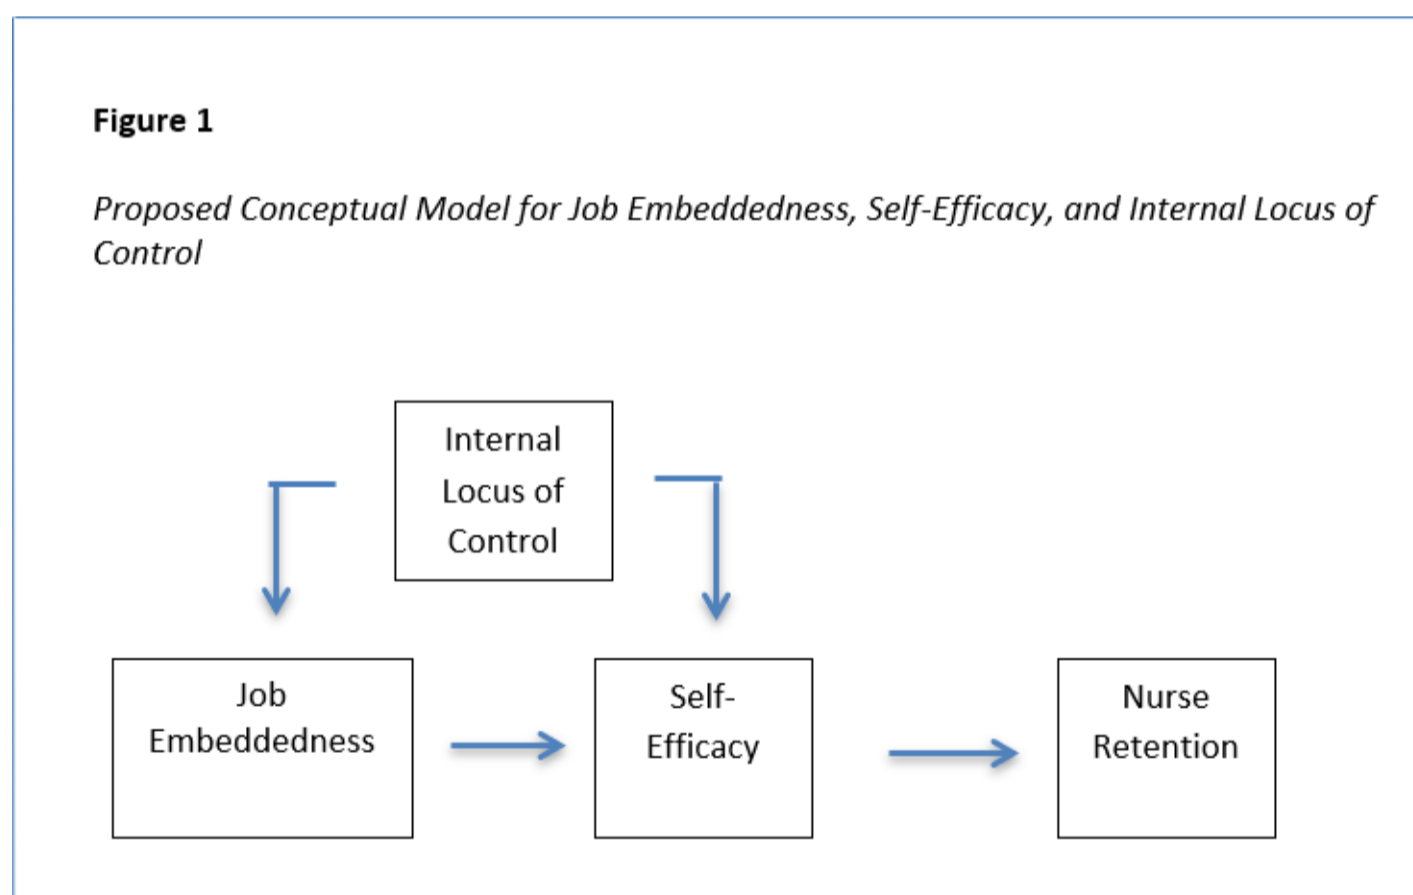 Figure 1
Proposed Conceptual Model for Job Embeddedness, Self-Efficacy, and Internal Locus of
Control
Internal
Locus of
Control
Job
Embeddedness
Self-
Efficacy
Nurse
Retention